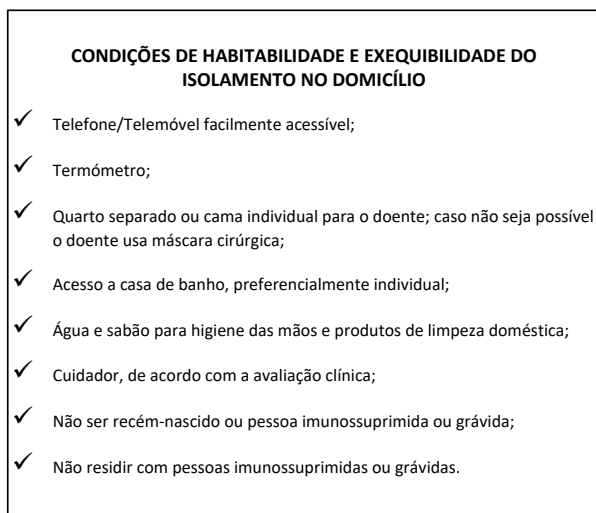 CONDIÇÕES DE HABITABILIDADE E EXEQUIBILIDADE DO
ISOLAMENTO NO DOMICÍLIO
✓ Telefone/Telemóvel facilmente acessível;
✓ Termómetro;
✓ Quarto separado ou cama individual para o doente; caso não seja possível
o doente usa máscara cirúrgica;
✓ Acesso a casa de banho, preferencialmente individual;
✓ Água e sabão para higiene das mãos e produtos de limpeza doméstica;
✓ Cuidador, de acordo com a avaliação clínica;
✓ Não ser recém-nascido ou pessoa imunossuprimida ou grávida;
✓ Não residir com pessoas imunossuprimidas ou grávidas.